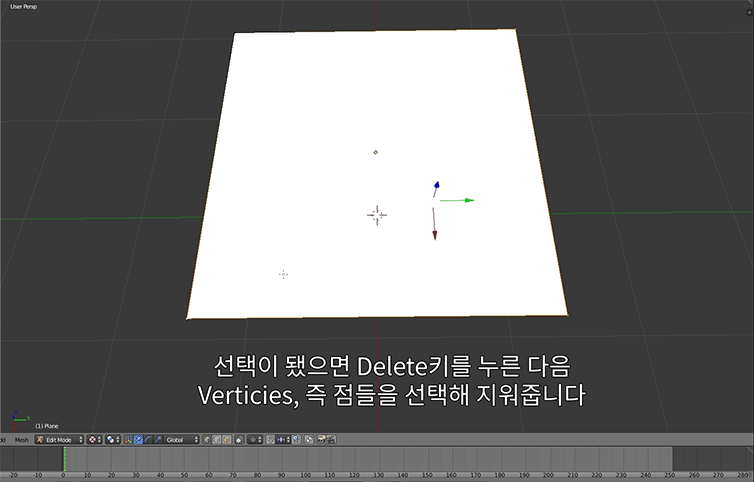 User Persp
선택이 됐으면 Delete키를 누른 다음
Verticies, 즉 점들을 선택해 지워줍니다
(1) Plane
dd Mesh Edit Mode Global
-20 -10 0 10 20 30 40 50 60 70 80 90 100 110 120 130 140 150 160 170 180 190 200 210 220 230 240 250 260 270 280